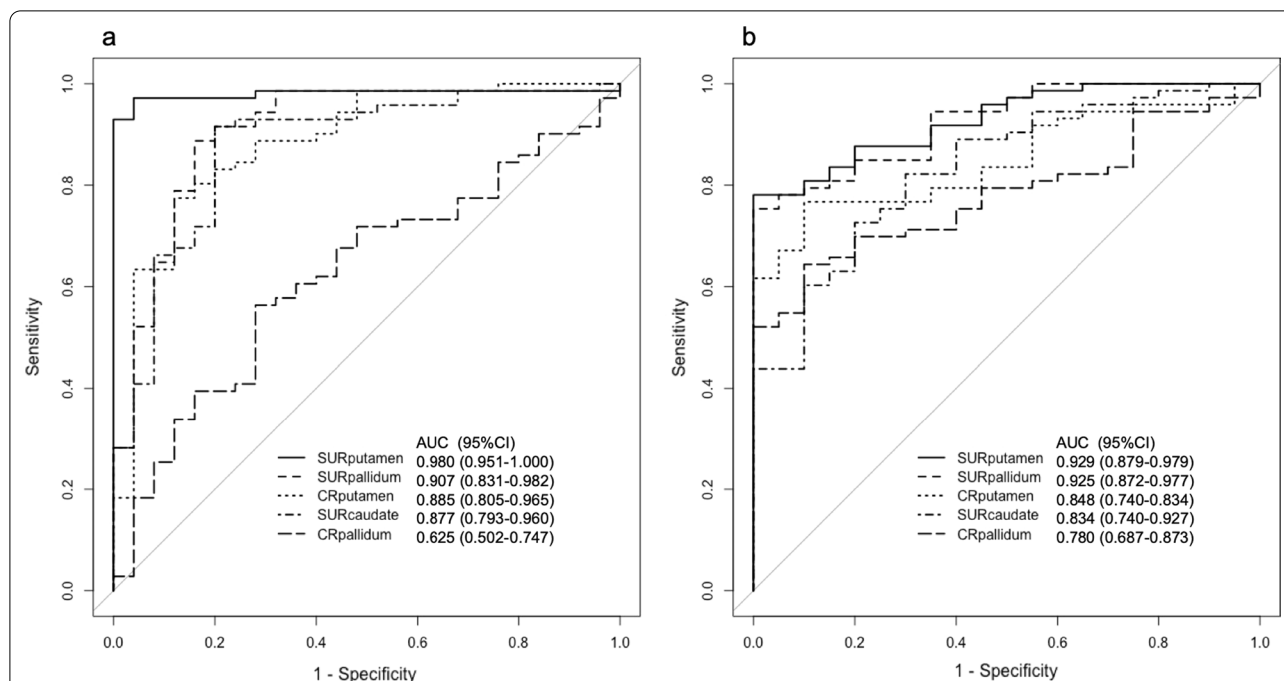 a
1.0
0.8
0.6
0.4
0.2
0.0
Sensitivity
AUC (95%CI)
SURputamen 0.980 (0.951-1.000)
SURpallidum 0.907 (0.831-0.982)
CRputamen 0.885 (0.805-0.965)
SURcaudate 0.877 (0.793-0.960)
CRpallidum 0.625 (0.502-0.747)
0.0 0.2 0.4 0.6 0.8 1.0
1 - Specificity
b
1.0
0.8
0.6
0.4
0.2
0.0
Sensitivity
AUC (95%CI)
SURputamen 0.929 (0.879-0.979)
SURpallidum 0.925 (0.872-0.977)
CRputamen 0.848 (0.740-0.834)
SURcaudate 0.834 (0.740-0.927)
CRpallidum 0.780 (0.687-0.873)
0.0 0.2 0.4 0.6 0.8 1.0
1 - Specificity